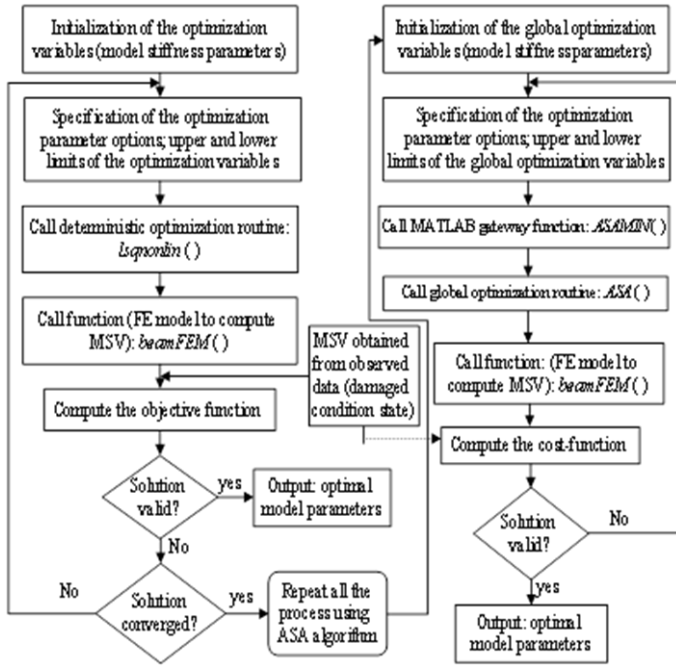 Initialization of the optimization
variables (model stiffness parameters)
Specification of the optimization
parameter options; upper and lower
limits of the optimization variables
Call deterministic optimization routine:
lsqnonlin ( )
Call function (FE model to compute
MSV): beamFEM ( )
Compute the objective function
Solution
valid?
yes
Output: optimal
model parameters
No
Solution
converged?
No
yes
Repeat all the
process using
ASA algorithm
MSV obtained
from observed
data (damaged
condition state)
Initialization of the global optimization
variables (model stiffness parameters)
Specification of the optimization
parameter options; upper and lower
limits of the global optimization variables
Call MATLAB gateway function: ASAMIN( )
Call global optimization routine: ASA ( )
Call function: (FE model to
compute MSV): beamFEM ( )
Compute the cost-function
Solution
valid?
No
yes
Output: optimal
model parameters